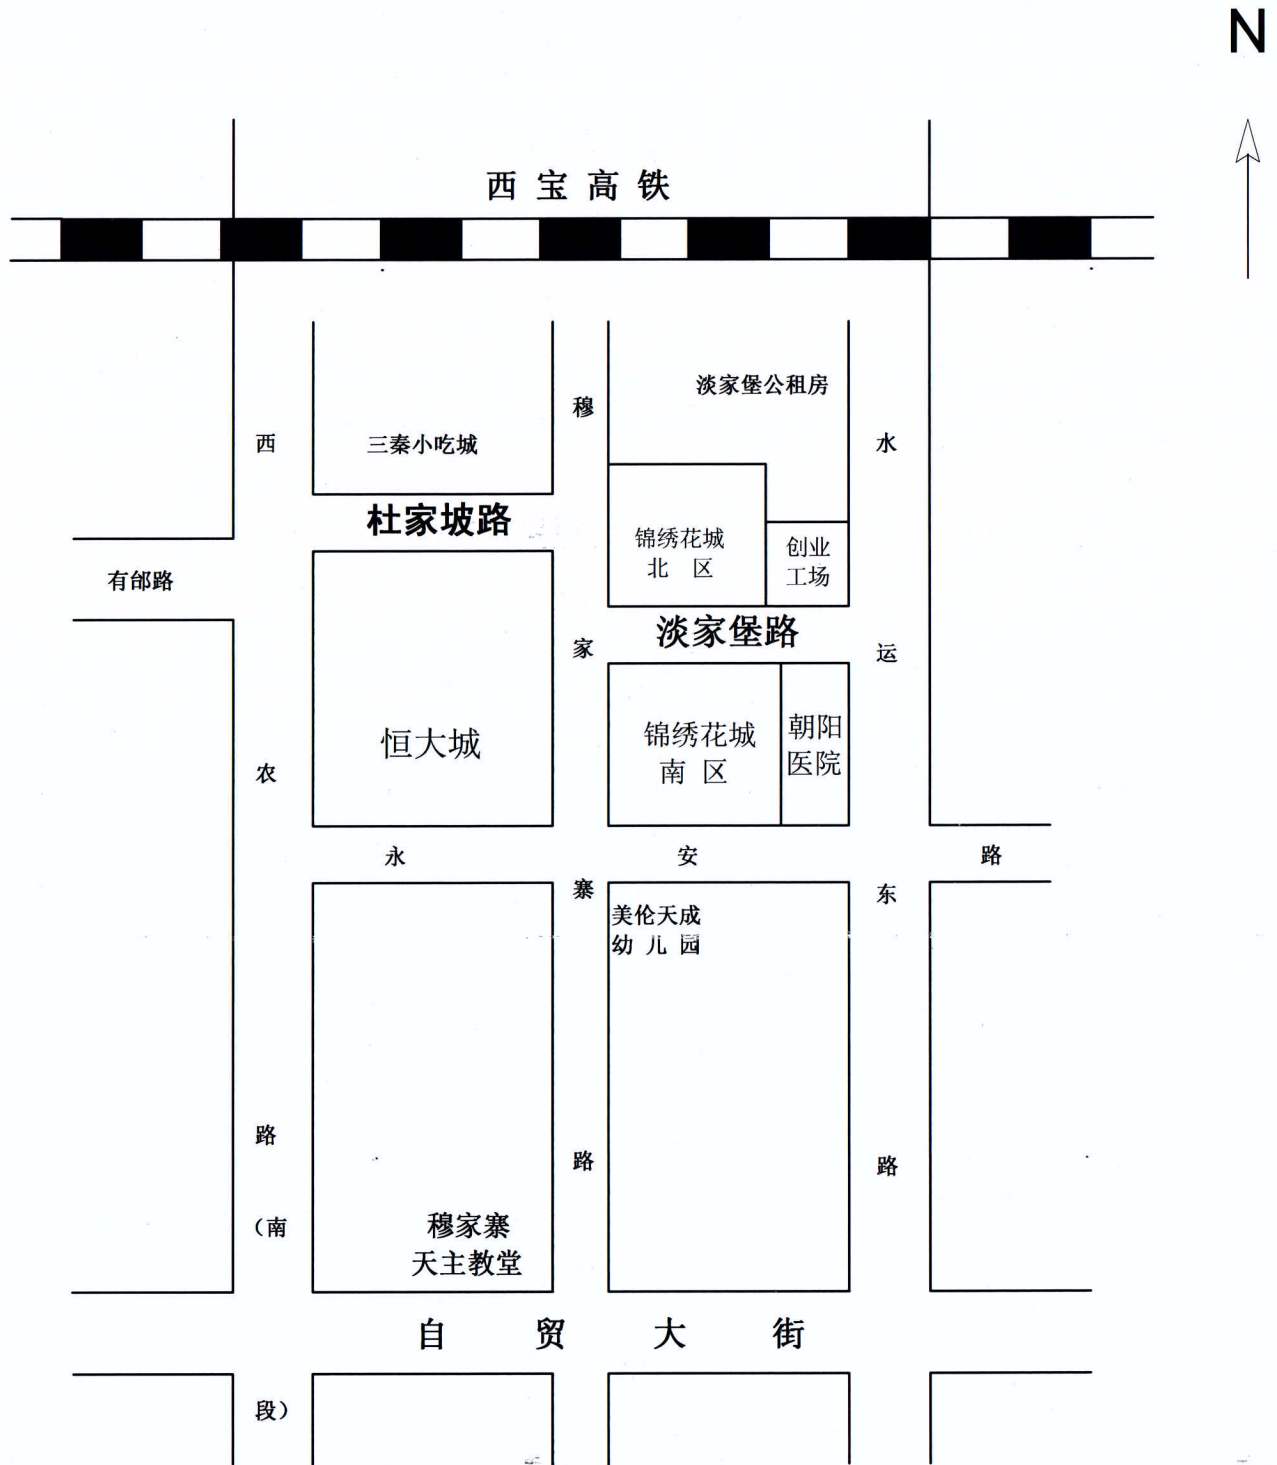 N
西宝高铁
淡家堡公租房
三秦小吃城
杜家坡路
锦绣花城
北 区
创业
工场
有邰路
淡家堡路
恒大城
锦绣花城
南 区
朝阳
医院
永安路
美伦天成
幼儿园
穆家寨
天主教堂
自贸大街
西农路(南段)
穆家寨路
水运东路